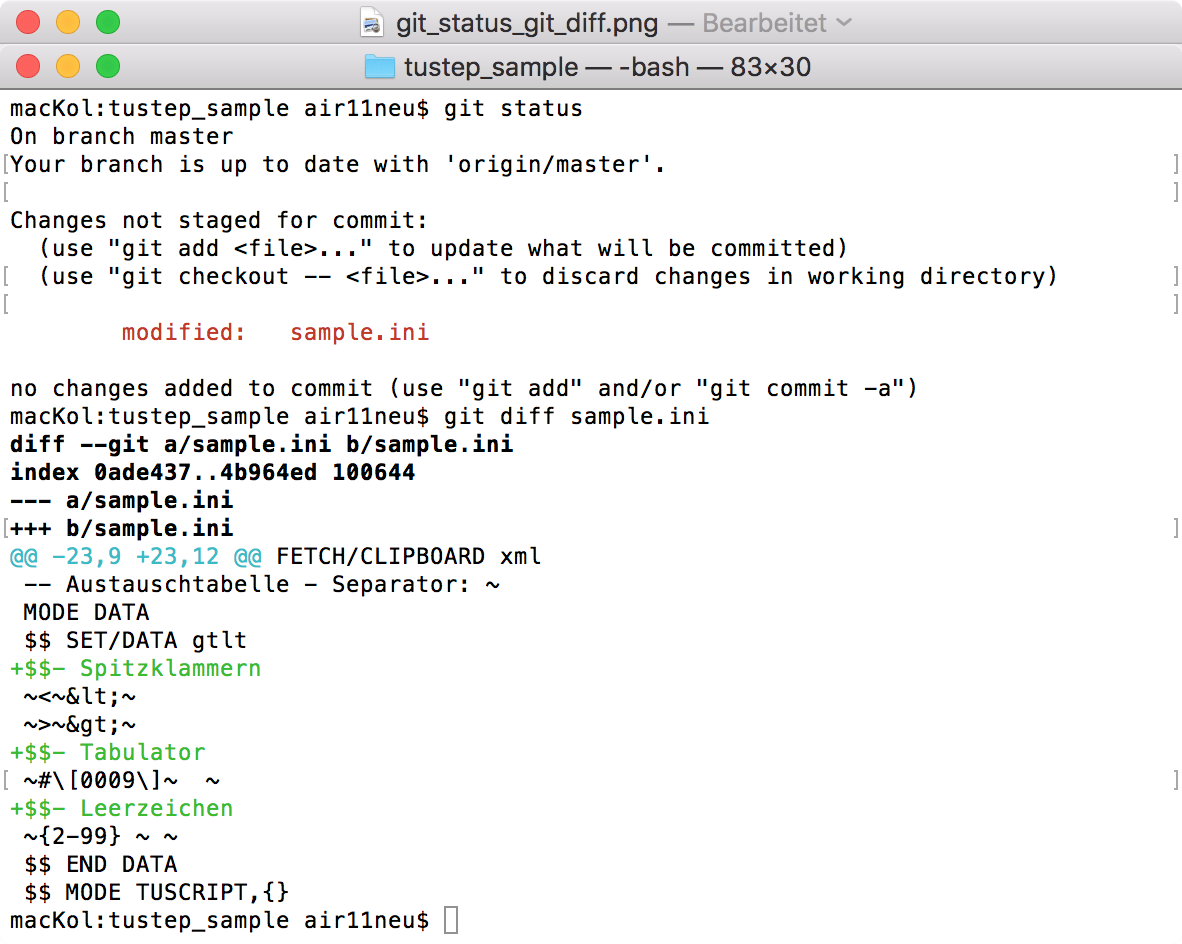 git_status_git_diff.png — Bearbeitet
tustep_sample — -bash — 83×30
macKol:tustep_sample air11neu$ git status
On branch master
[Your branch is up to date with 'origin/master'. ]
[ ]
Changes not staged for commit:
  (use "git add <file>..." to update what will be committed)
[  (use "git checkout -- <file>..." to discard changes in working directory) ]
[ ]
        modified:   sample.ini

no changes added to commit (use "git add" and/or "git commit -a")
macKol:tustep_sample air11neu$ git diff sample.ini
diff --git a/sample.ini b/sample.ini
index 0ade437..4b964ed 100644
--- a/sample.ini
[+++ b/sample.ini ]
@@ -23,9 +23,12 @@ FETCH/CLIPBOARD xml
 -- Austauschtabelle - Separator: ~
 MODE DATA
 $$ SET/DATA gtlt
+$$- Spitzklammern
 ~<~&lt;~
 ~>~&gt;~
+$$- Tabulator
[ ~#\[0009\]~  ~ ]
+$$- Leerzeichen
 ~{2-99} ~ ~
 $$ END DATA
 $$ MODE TUSCRIPT,{}
macKol:tustep_sample air11neu$